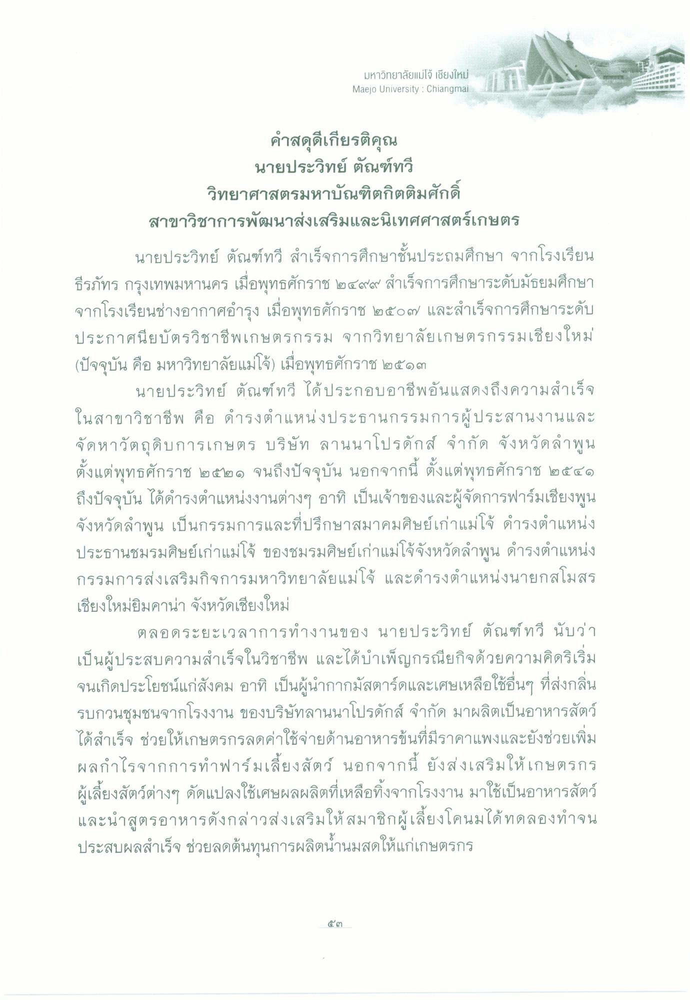 มหาวิทยาลัยแม่โจ้ เชียงใหม่
Maejo University : Chiangmai
คำสดุดีเกียรติคุณ
นายประวิทย์ ตัณฑ์ทวี
วิทยาศาสตรมหาบัณฑิตกิตติมศักดิ์
สาขาวิชาการพัฒนาส่งเสริมและนิเทศศาสตร์เกษตร
นายประวิทย์ ตัณฑ์ทวี สำเร็จการศึกษาชั้นประถมศึกษา จากโรงเรียน
ธีรภัทร กรุงเทพมหานคร เมื่อพุทธศักราช ๒๔๙๙ สำเร็จการศึกษาระดับมัธยมศึกษา
จากโรงเรียนช่างอากาศอำรุง เมื่อพุทธศักราช ๒๕๐๗ และสำเร็จการศึกษาระดับ
ประกาศนียบัตรวิชาชีพเกษตรกรรม จากวิทยาลัยเกษตรกรรมเชียงใหม่
(ปัจจุบัน คือ มหาวิทยาลัยแม่โจ้) เมื่อพุทธศักราช ๒๕๑๓
นายประวิทย์ ตัณฑ์ทวี ได้ประกอบอาชีพอันแสดงถึงความสำเร็จ
ในสาขาวิชาชีพ คือ ดำรงตำแหน่งประธานกรรมการผู้ประสานงานและ
จัดหาวัตถุดิบการเกษตร บริษัท ลานนาโปรดักส์ จำกัด จังหวัดลำพูน
ตั้งแต่พุทธศักราช ๒๕๒๑ จนถึงปัจจุบัน นอกจากนี้ ตั้งแต่พุทธศักราช ๒๕๔๑
ถึงปัจจุบัน ได้ดำรงตำแหน่งงานต่างๆ อาทิ เป็นเจ้าของและผู้จัดการฟาร์มเชียงพูน
จังหวัดลำพูน เป็นกรรมการและที่ปรึกษาสมาคมศิษย์เก่าแม่โจ้ ดำรงตำแหน่ง
ประธานชมรมศิษย์เก่าแม่โจ้ ของชมรมศิษย์เก่าแม่โจ้จังหวัดลำพูน ดำรงตำแหน่ง
กรรมการส่งเสริมกิจการมหาวิทยาลัยแม่โจ้ และดำรงตำแหน่งนายกสโมสร
เชียงใหม่ยิมคาน่า จังหวัดเชียงใหม่
ตลอดระยะเวลาการทำงานของ นายประวิทย์ ตัณฑ์ทวี นับว่า
เป็นผู้ประสบความสำเร็จในวิชาชีพ และได้บำเพ็ญกรณียกิจด้วยความคิดริเริ่ม
จนเกิดประโยชน์แก่สังคม อาทิ เป็นผู้นำกากมัสตาร์ดและเศษเหลือใช้อื่นๆ ที่ส่งกลิ่น
รบกวนชุมชนจากโรงงาน ของบริษัทลานนาโปรดักส์ จำกัด มาผลิตเป็นอาหารสัตว์
ได้สำเร็จ ช่วยให้เกษตรกรลดค่าใช้จ่ายด้านอาหารข้นที่มีราคาแพงและยังช่วยเพิ่ม
ผลกำไรจากการทำฟาร์มเลี้ยงสัตว์ นอกจากนี้ ยังส่งเสริมให้เกษตรกร
ผู้เลี้ยงสัตว์ต่างๆ ดัดแปลงใช้เศษผลผลิตที่เหลือทิ้งจากโรงงาน มาใช้เป็นอาหารสัตว์
และนำสูตรอาหารดังกล่าวส่งเสริมให้สมาชิกผู้เลี้ยงโคนมได้ทดลองทำจน
ประสบผลสำเร็จ ช่วยลดต้นทุนการผลิตน้ำนมสดให้แก่เกษตรกร
๕๓